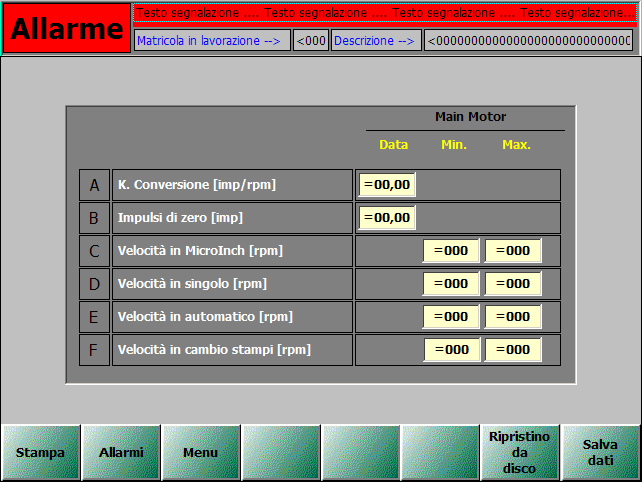 Allarme
Testo segnalazione .... Testo segnalazione .... Testo segnalazione .... Testo segnalazione...
Matricola in lavorazione --> <000 Descrizione --> <0000000000000000000000000000
Main Motor
Data Min. Max.
A K. Conversione [imp/rpm] =00,00
B Impulsi di zero [imp] =00,00
C Velocità in MicroInch [rpm] =000 =000
D Velocità in singolo [rpm] =000 =000
E Velocità in automatico [rpm] =000 =000
F Velocità in cambio stampi [rpm] =000 =000
Stampa Allarmi Menu Ripristino da disco Salva dati